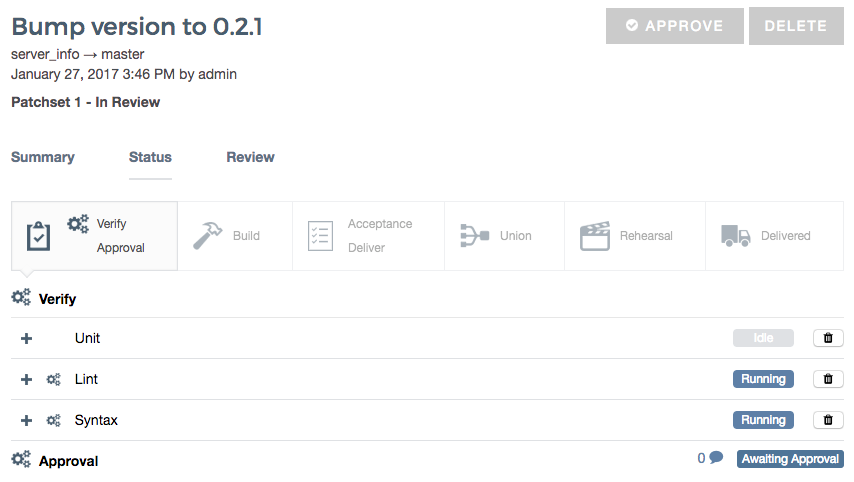 Bump version to 0.2.1
APPROVE
DELETE
server_info → master
January 27, 2017 3:46 PM by admin
Patchset 1 - In Review
Summary
Status
Review
Verify
Approval
Build
Acceptance
Deliver
Union
Rehearsal
Delivered
Verify
Unit
Idle
Lint
Running
Syntax
Running
Approval
0
Awaiting Approval